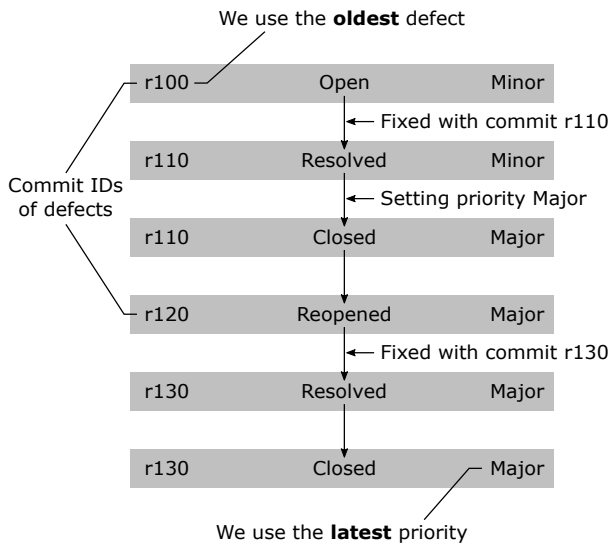 We use the oldest defect
r100 Open Minor
Fixed with commit r110
r110 Resolved Minor
Commit IDs
of defects
Setting priority Major
r110 Closed Major
r120 Reopened Major
Fixed with commit r130
r130 Resolved Major
r130 Closed Major
We use the latest priority